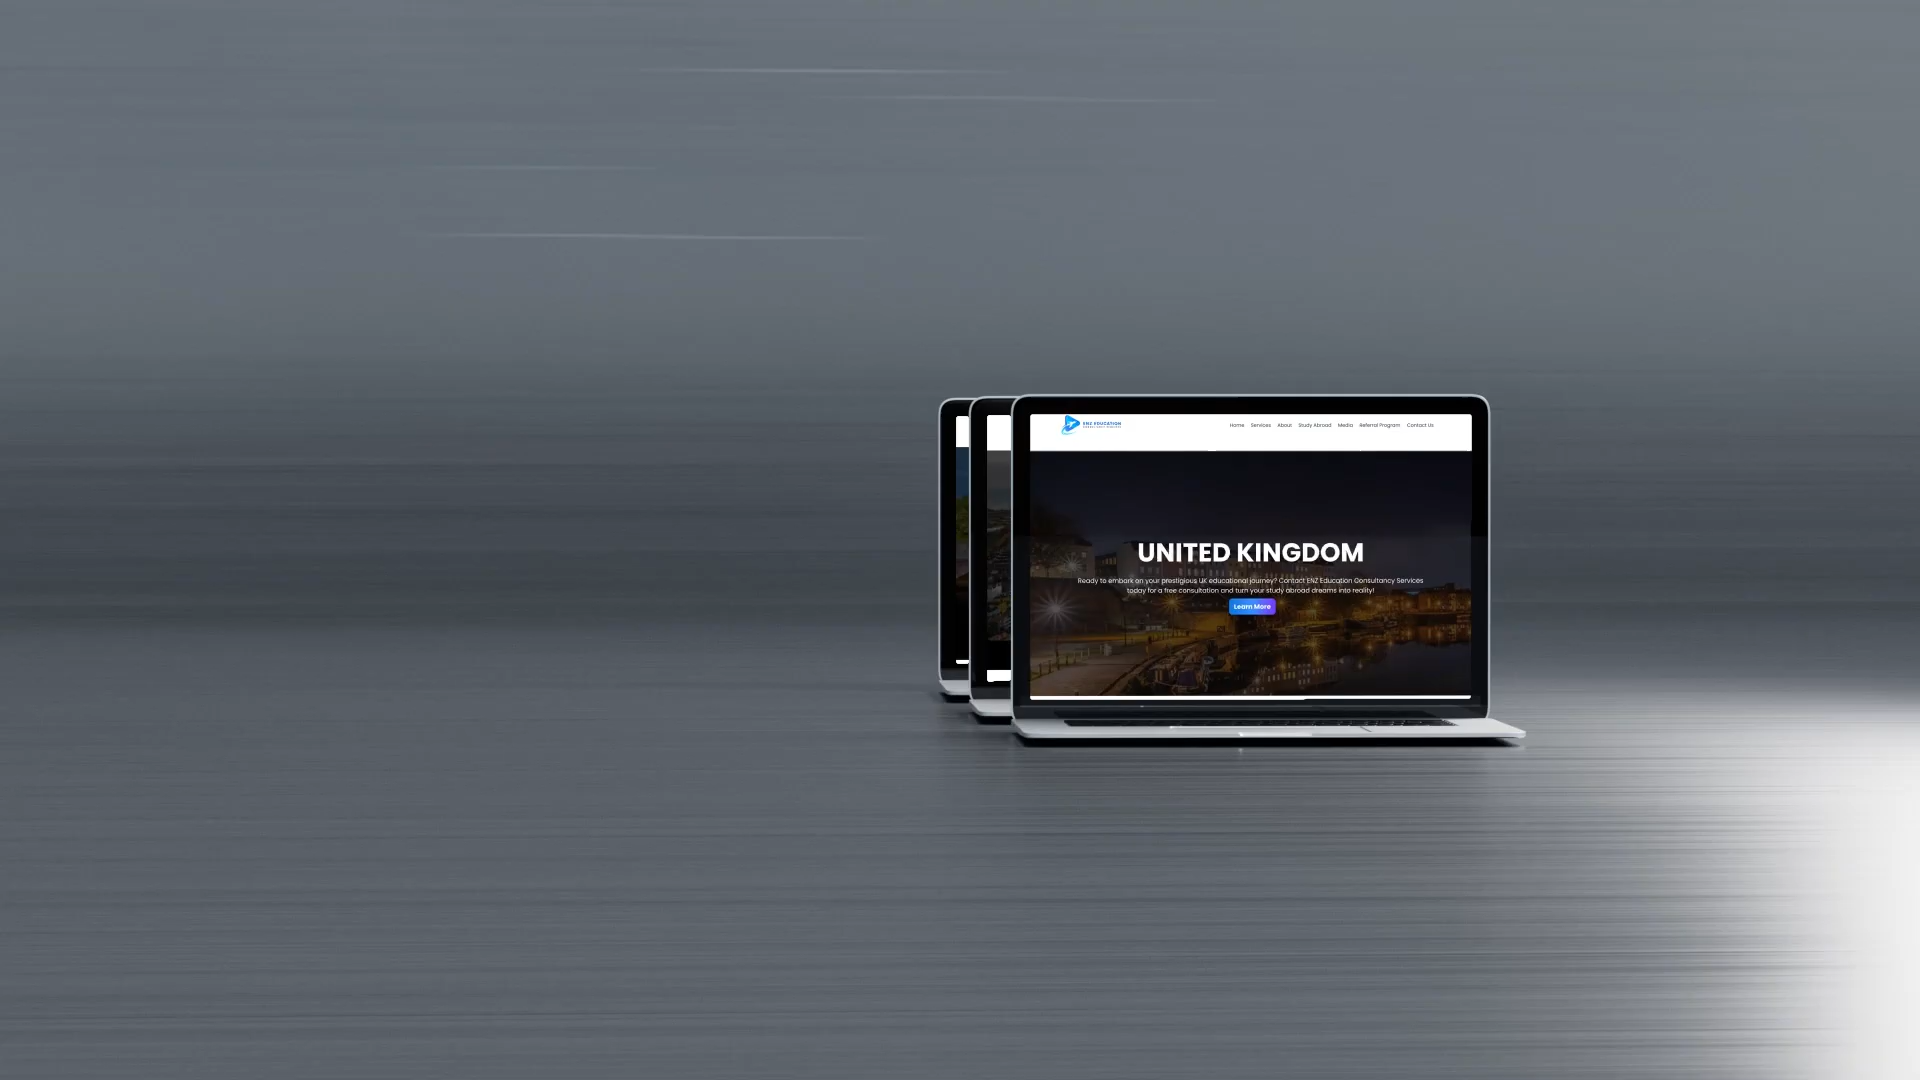 ENZ EDUCATION
Home Services About Study Abroad Media Referral Program Contact Us
UNITED KINGDOM
Ready to embark on your prestigious UK educational journey? Contact ENZ Education Consultancy Services
today for a free consultation and turn your study abroad dreams into reality!
Learn More